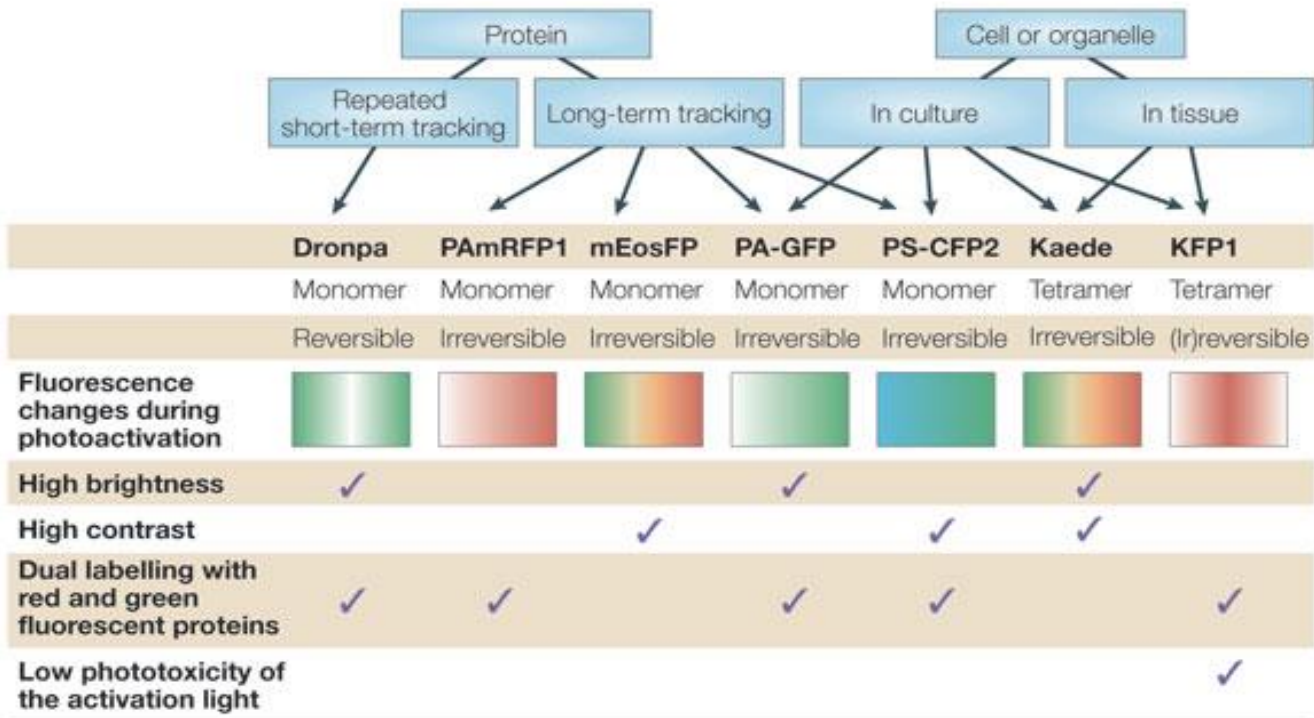 Protein
Cell or organelle
Repeated
short-term tracking
Long-term tracking
In culture
In tissue
Dronpa PAmRFP1 mEosFP PA-GFP PS-CFP2 Kaede KFP1
Monomer Monomer Monomer Monomer Monomer Tetramer Tetramer
Reversible Irreversible Irreversible Irreversible Irreversible Irreversible (Ir)reversible
Fluorescence
changes during
photoactivation
High brightness ✓ ✓ ✓
High contrast ✓ ✓ ✓
Dual labelling with
red and green
fluorescent proteins ✓ ✓ ✓ ✓ ✓
Low phototoxicity of
the activation light ✓